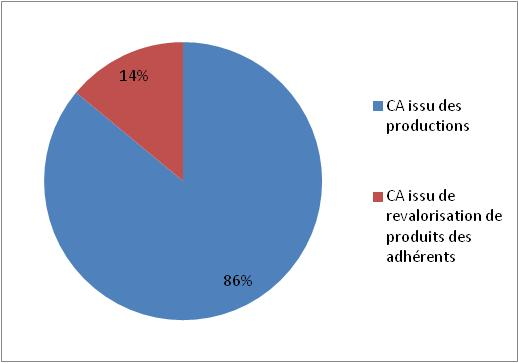 14%
86%
CA issu des
productions
CA issu de
revalorisation de
produits des
adhérents